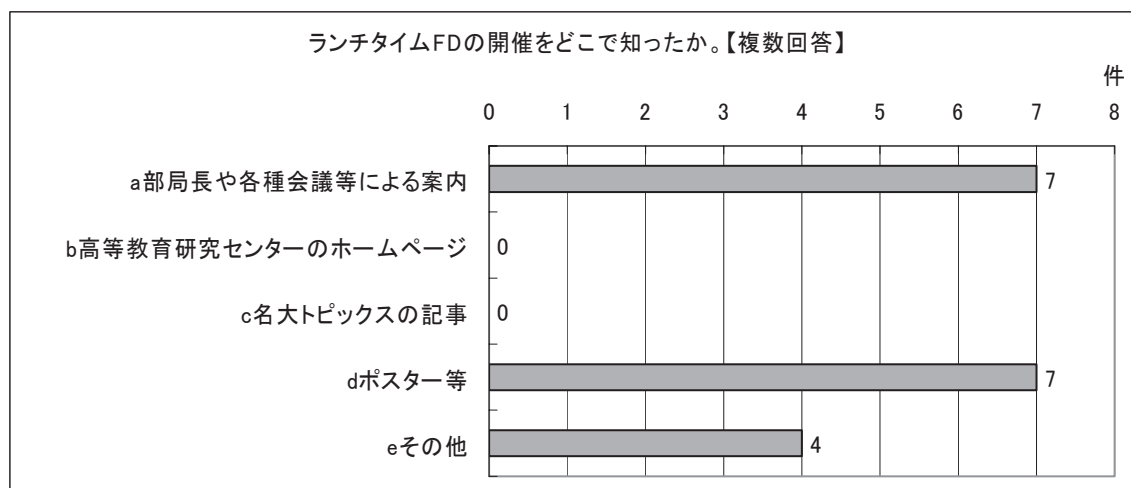 ランチタイムFDの開催をどこで知ったか。【複数回答】
件
0 1 2 3 4 5 6 7 8
a部局長や各種会議等による案内 7
b高等教育研究センターのホームページ 0
c名大トピックスの記事 0
dポスター等 7
eその他 4